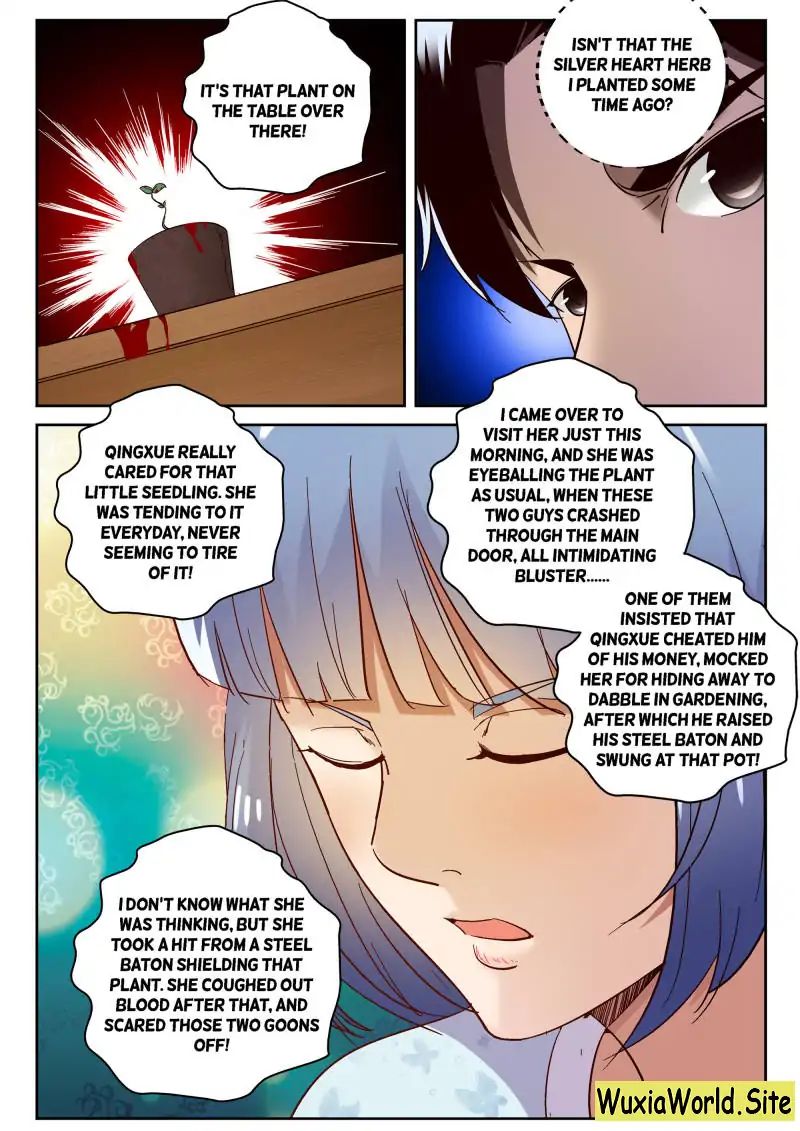 IT'S THAT PLANT ON
THE TABLE OVER
THERE!
ISN'T THAT THE
SILVER HEART HERB
I PLANTED SOME
TIME AGO?
QINGXUE REALLY
CARED FOR THAT
LITTLE SEEDLING. SHE
WAS TENDING TO IT
EVERYDAY, NEVER
SEEMING TO TIRE
OF IT!
I CAME OVER TO
VISIT HER JUST THIS
MORNING, AND SHE WAS
EYEBALLING THE PLANT
AS USUAL, WHEN THESE
TWO GUYS CRASHED
THROUGH THE MAIN
DOOR, ALL INTIMIDATING
BLUSTER......
ONE OF THEM
INSISTED THAT
QINGXUE CHEATED HIM
OF HIS MONEY, MOCKED
HER FOR HIDING AWAY TO
DABBLE IN GARDENING,
AFTER WHICH HE RAISED
HIS STEEL BATON AND
SWUNG AT THAT POT!
I DON'T KNOW WHAT SHE
WAS THINKING, BUT SHE
TOOK A HIT FROM A STEEL
BATON SHIELDING THAT
PLANT. SHE COUGHED OUT
BLOOD AFTER THAT, AND
SCARED THOSE TWO GOONS
OFF!
WuxiaWorld.Site